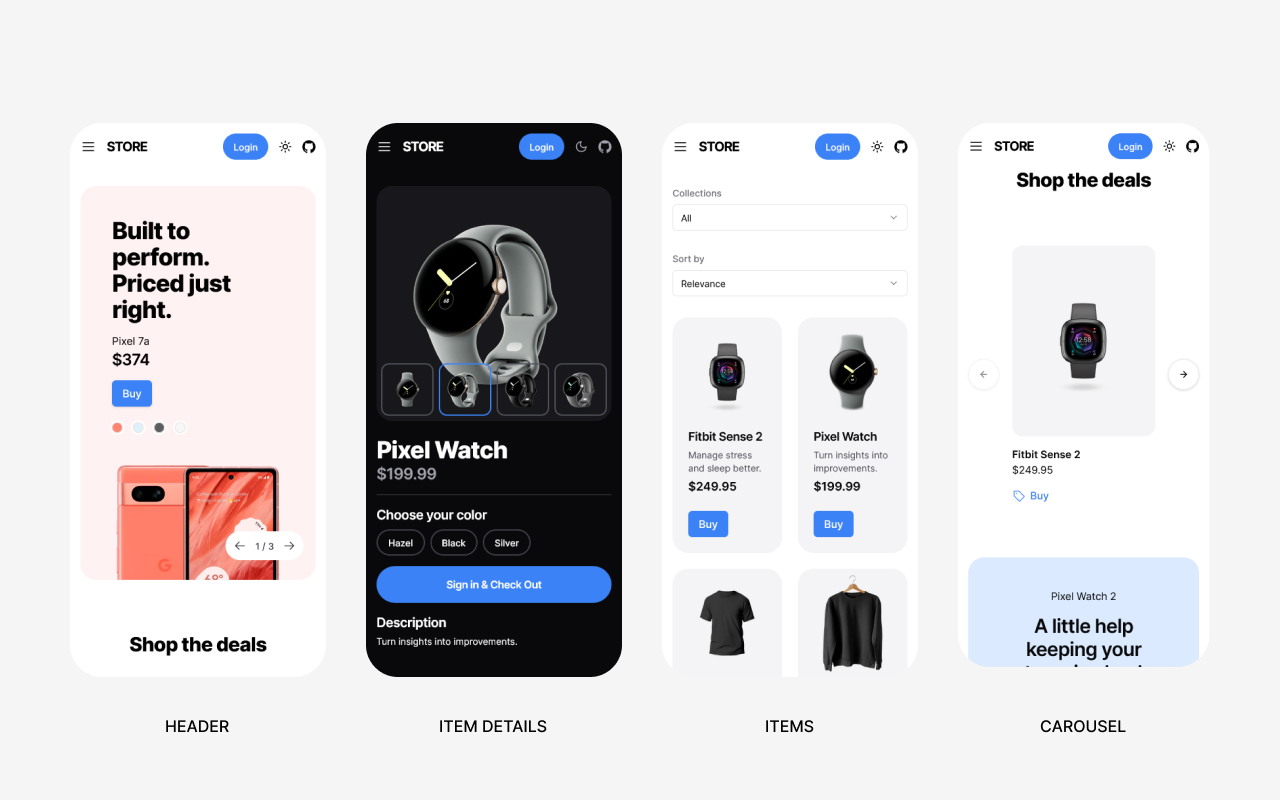 STORE
Login
Built to
perform.
Priced just
right.
Pixel 7a
$374
Buy
1 / 3
Shop the deals
HEADER
STORE
Login
Pixel Watch
$199.99
Choose your color
Hazel
Black
Silver
Sign in & Check Out
Description
Turn insights into improvements.
ITEM DETAILS
STORE
Login
Collections
All
Sort by
Relevance
Fitbit Sense 2
Manage stress
and sleep better.
$249.95
Buy
Pixel Watch
Turn insights into
improvements.
$199.99
Buy
ITEMS
STORE
Login
Shop the deals
12:58
Fitbit Sense 2
$249.95
Buy
Pixel Watch 2
A little help
keeping your
CAROUSEL